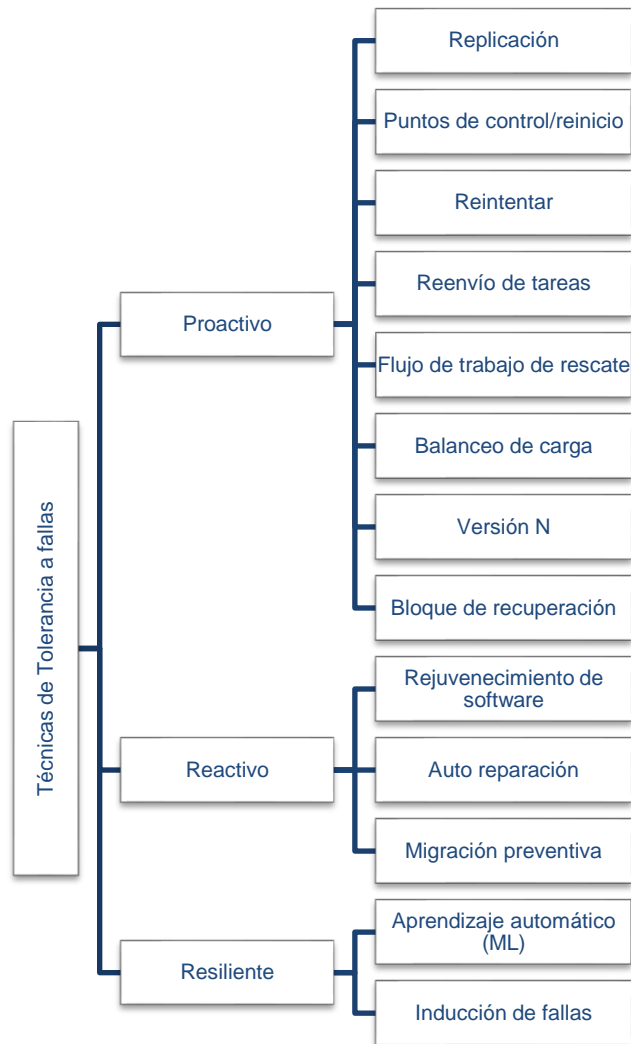 Técnicas de Tolerancia a fallas
Proactivo
Replicación
Puntos de control/reinicio
Reintentar
Reenvío de tareas
Flujo de trabajo de rescate
Balanceo de carga
Versión N
Bloque de recuperación
Reactivo
Rejuvenecimiento de
software
Auto reparación
Migración preventiva
Resiliente
Aprendizaje automático
(ML)
Inducción de fallas